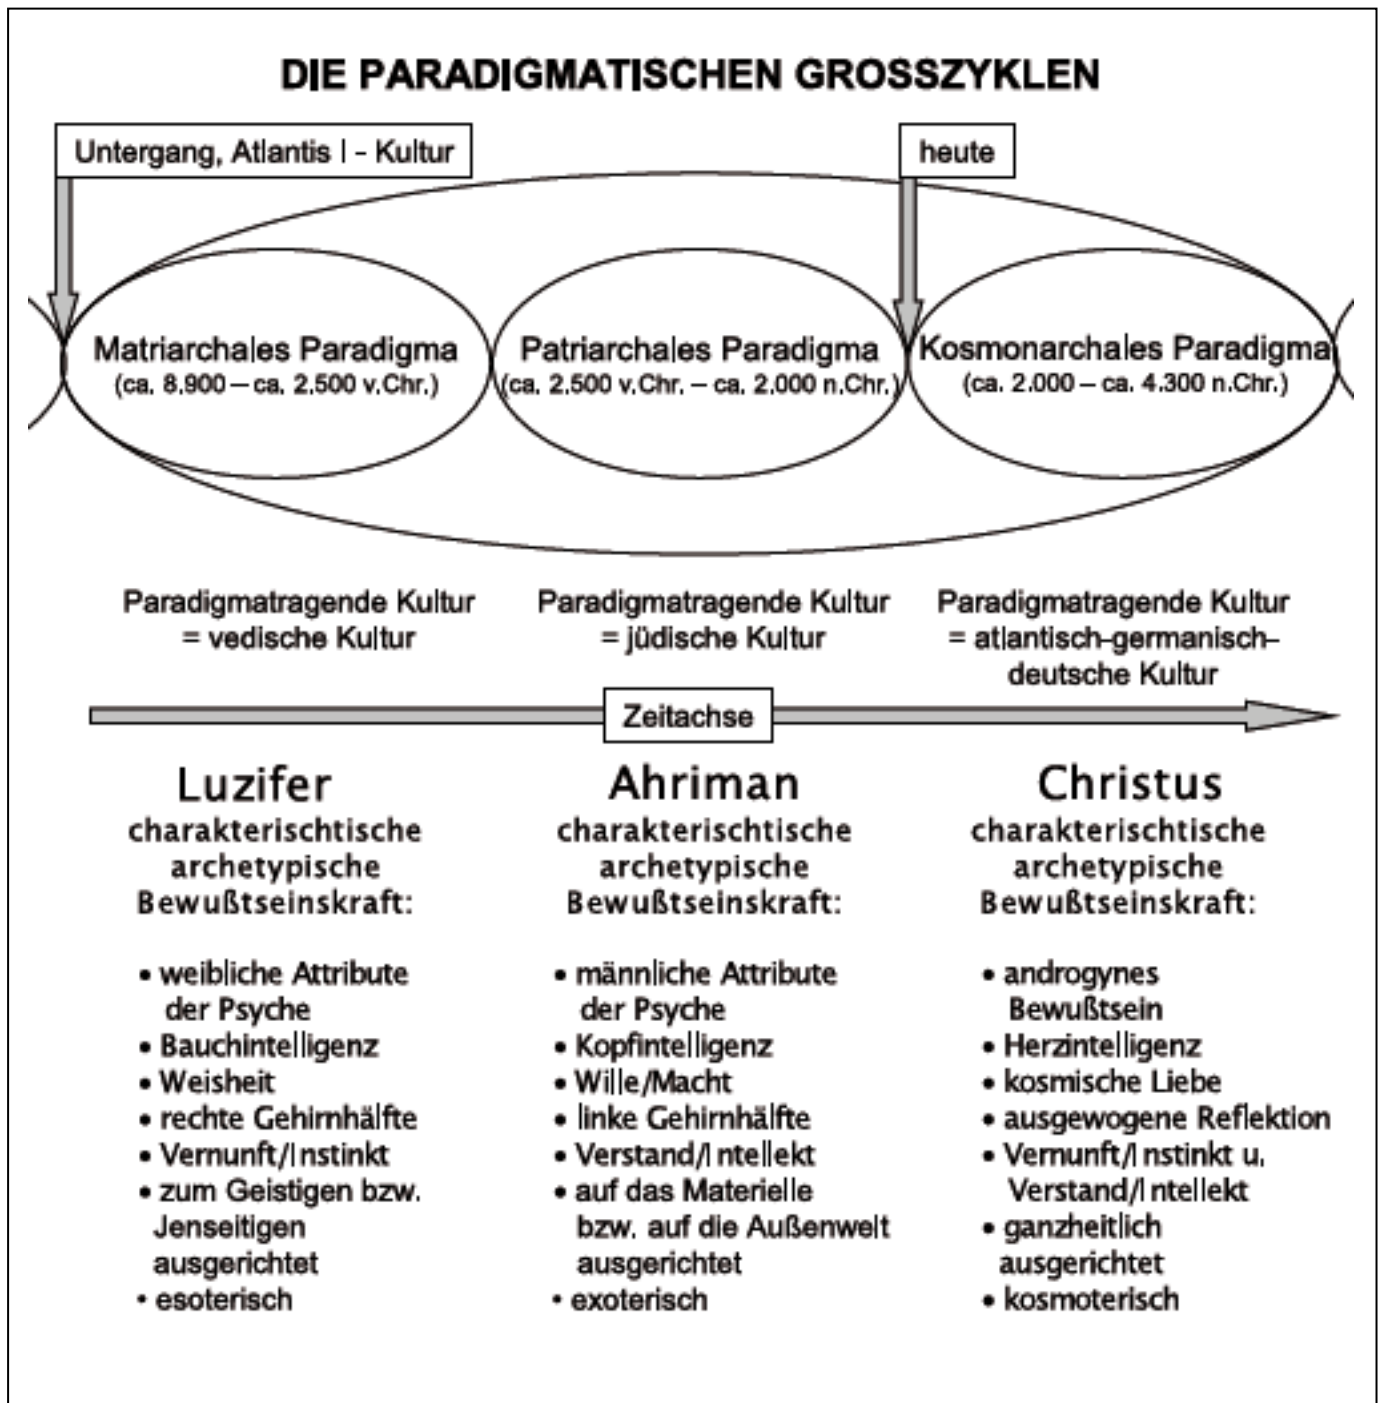 DIE PARADIGMATISCHEN GROSSZYKLEN
Untergang, Atlantis I - Kultur
heute
Matriarchales Paradigma
(ca. 8.900 – ca. 2.500 v.Chr.)
Patriarchales Paradigma
(ca. 2.500 v.Chr. – ca. 2.000 n.Chr.)
Kosmonarchales Paradigma
(ca. 2.000 – ca. 4.300 n.Chr.)
Paradigmatragende Kultur
= vedische Kultur
Paradigmatragende Kultur
= jüdische Kultur
Paradigmatragende Kultur
= atlantisch-germanisch-
deutsche Kultur
Zeitachse
Luzifer
charakterischtische
archetypische
Bewußtseinskraft:
• weibliche Attribute
der Psyche
• Bauchintelligenz
• Weisheit
• rechte Gehirnhälfte
• Vernunft/Instinkt
• zum Geistigen bzw.
Jenseitigen
ausgerichtet
• esoterisch
Ahriman
charakterischtische
archetypische
Bewußtseinskraft:
• männliche Attribute
der Psyche
• Kopfintelligenz
• Wille/Macht
• linke Gehirnhälfte
• Verstand/Intellekt
• auf das Materielle
bzw. auf die Außenwelt
ausgerichtet
• exoterisch
Christus
charakterischtische
archetypische
Bewußtseinskraft:
• androgynes
Bewußtsein
• Herzintelligenz
• kosmische Liebe
• ausgewogene Reflektion
• Vernunft/Instinkt u.
Verstand/Intellekt
• ganzheitlich
ausgerichtet
• kosmoterisch